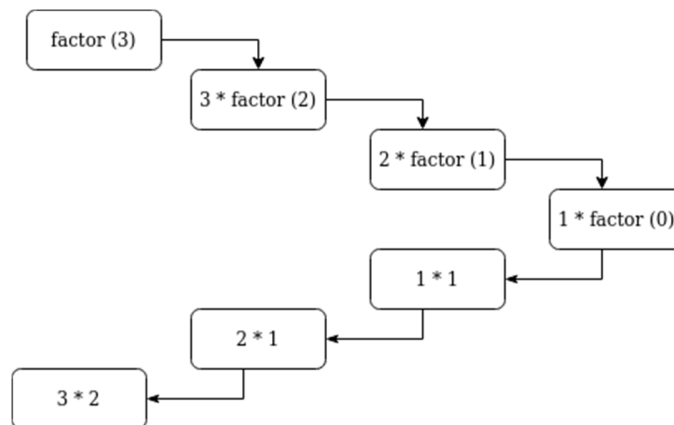 factor (3)
3 * factor (2)
2 * factor (1)
1 * factor (0)
1 * 1
2 * 1
3 * 2